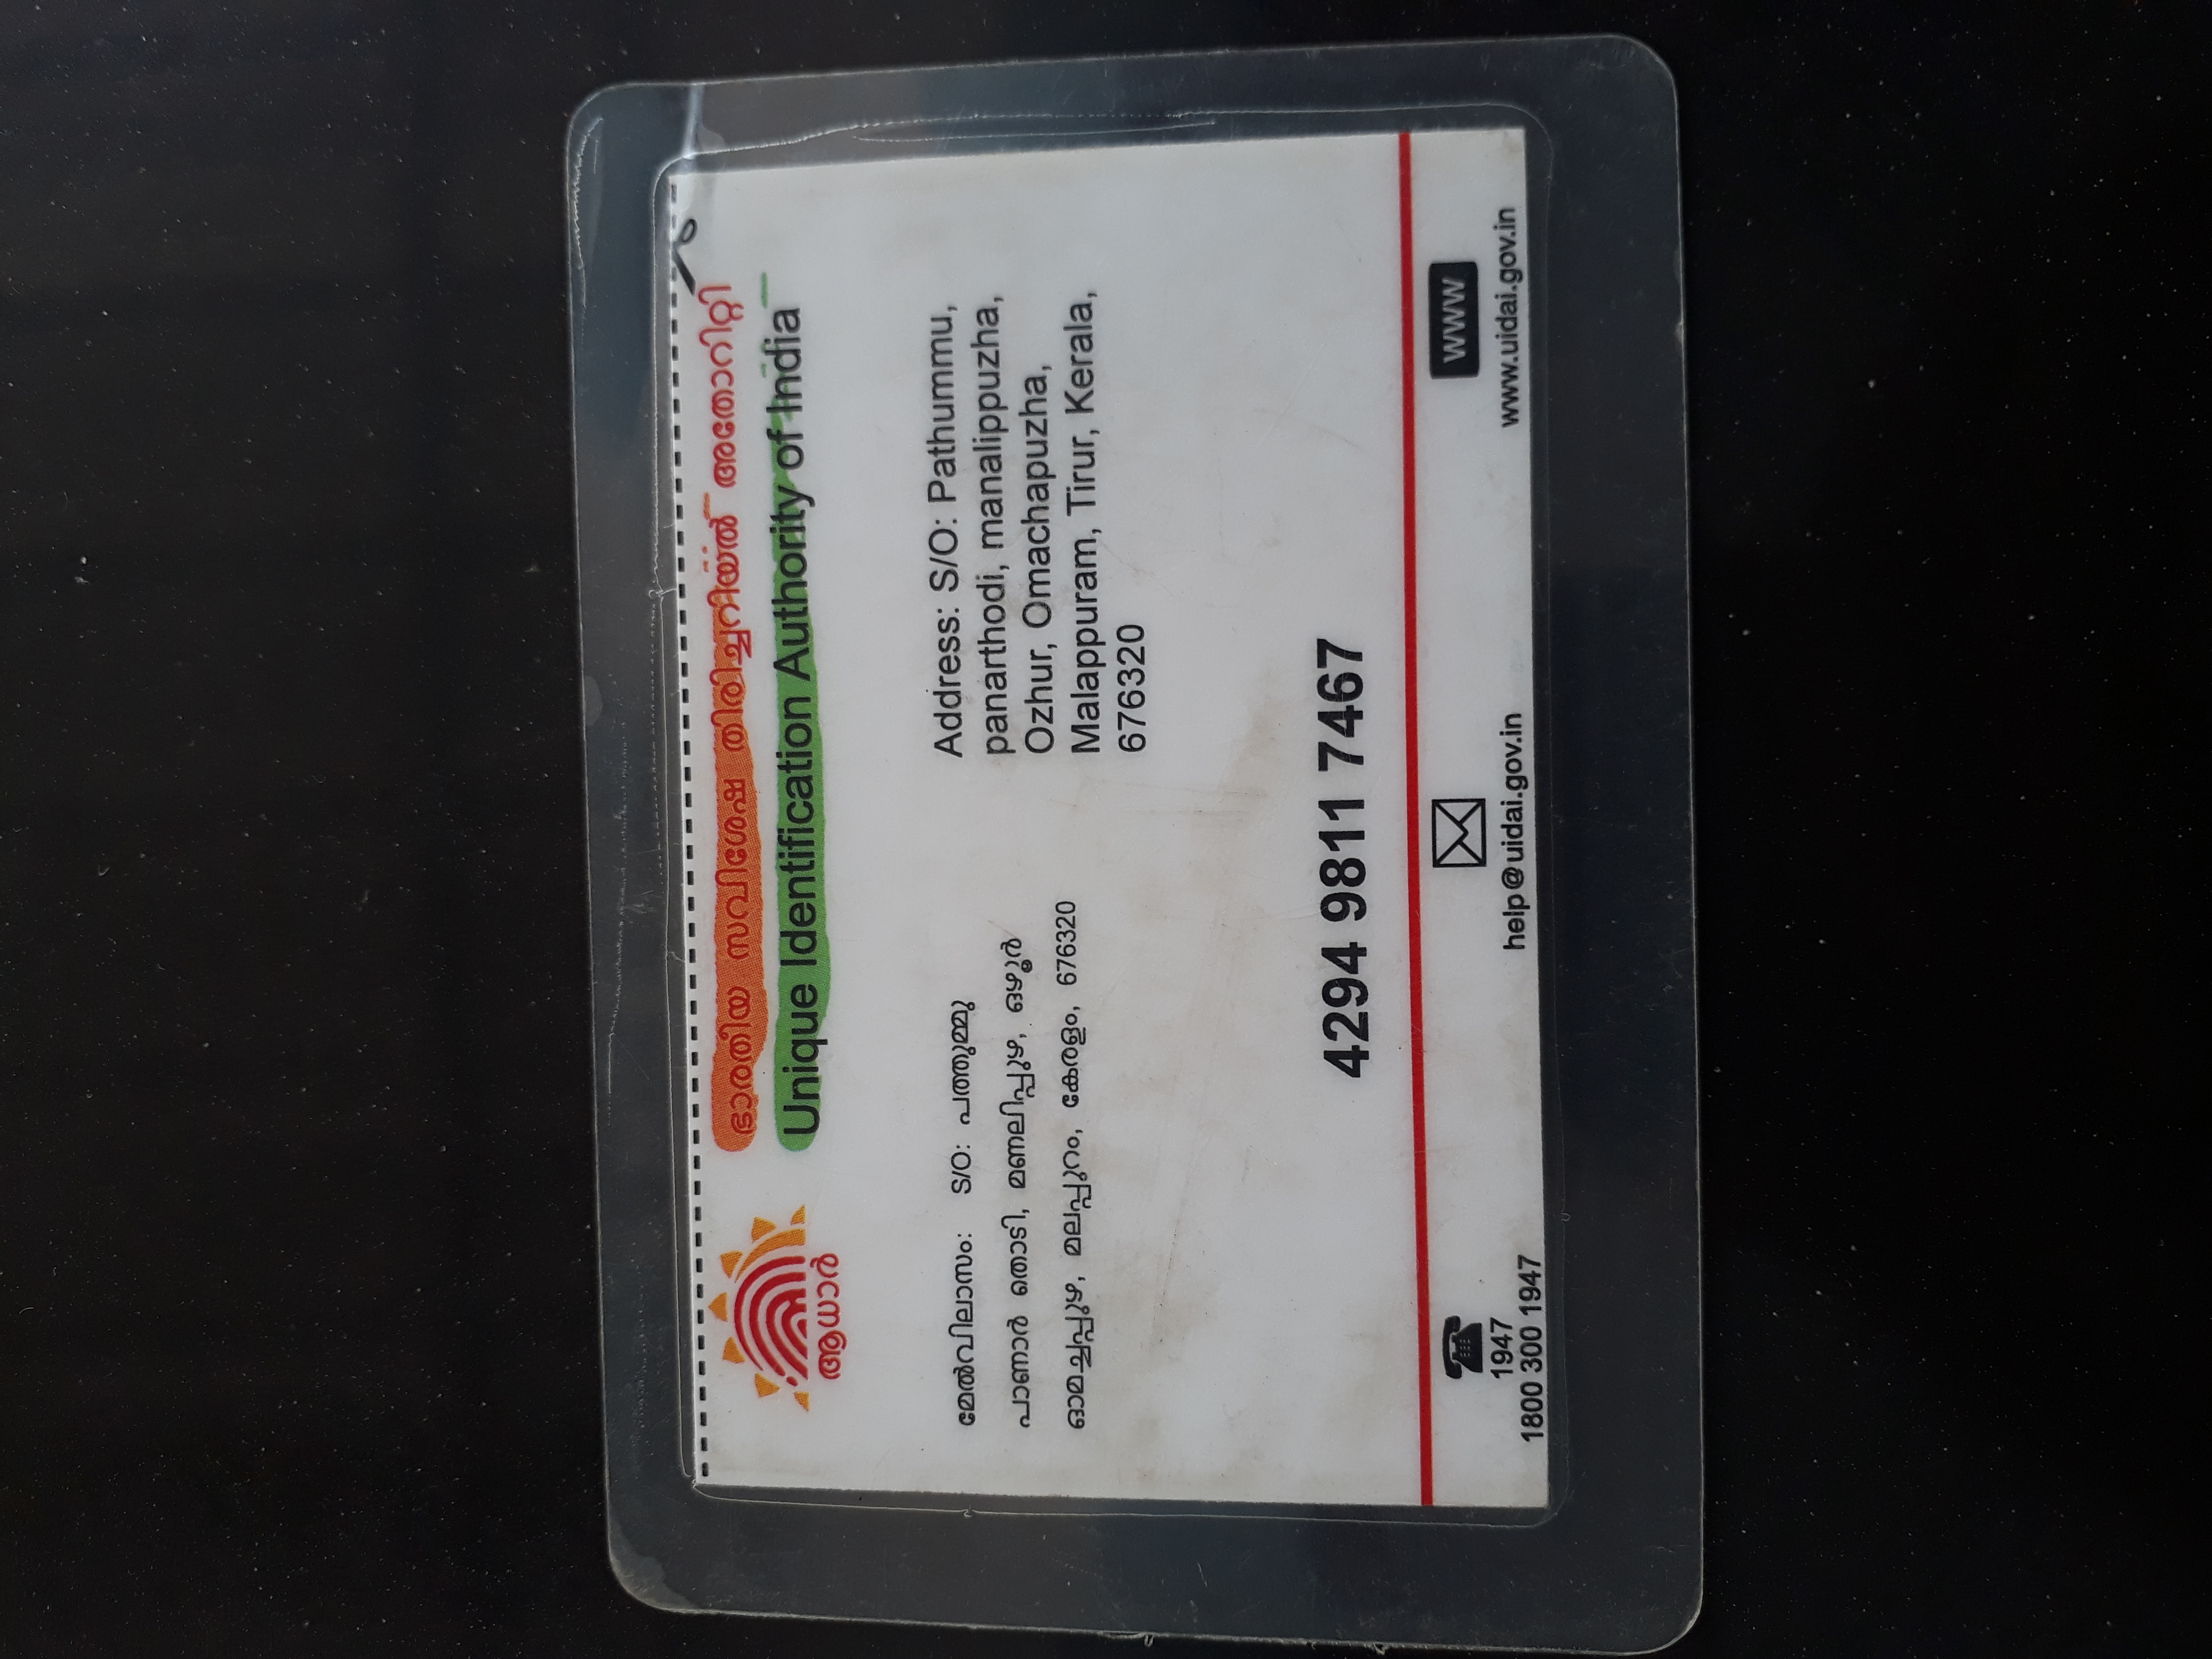 ആധാർ
ഭാരതീയ സവിശേഷ തിരിച്ചറിയൽ അതോറിറ്റി
Unique Identification Authority of India
മേൽവിലാസം: S/O: പത്തുമ്മു
പാണാർ തൊടി, മണലിപ്പുഴ, ഒഴൂർ
ഓമച്ചപ്പുഴ, മലപ്പുറം, കേരളം, 676320
Address: S/O: Pathummu,
panarthodi, manalippuzha,
Ozhur, Omachapuzha,
Malappuram, Tirur, Kerala,
676320
4294 9811 7467
1947
1800 300 1947
help@uidai.gov.in
www
www.uidai.gov.in